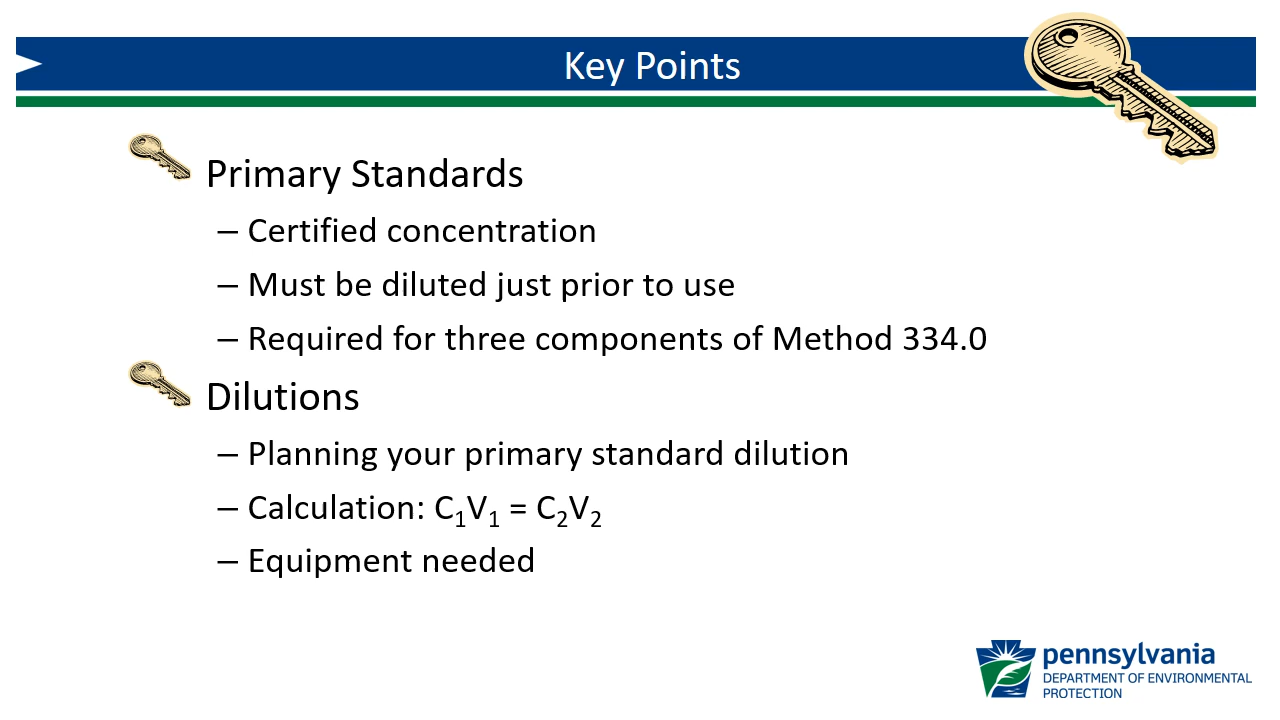 Key Points
Primary Standards
– Certified concentration
– Must be diluted just prior to use
– Required for three components of Method 334.0
Dilutions
– Planning your primary standard dilution
– Calculation: C₁V₁ = C₂V₂
– Equipment needed
pennsylvania
DEPARTMENT OF ENVIRONMENTAL
PROTECTION